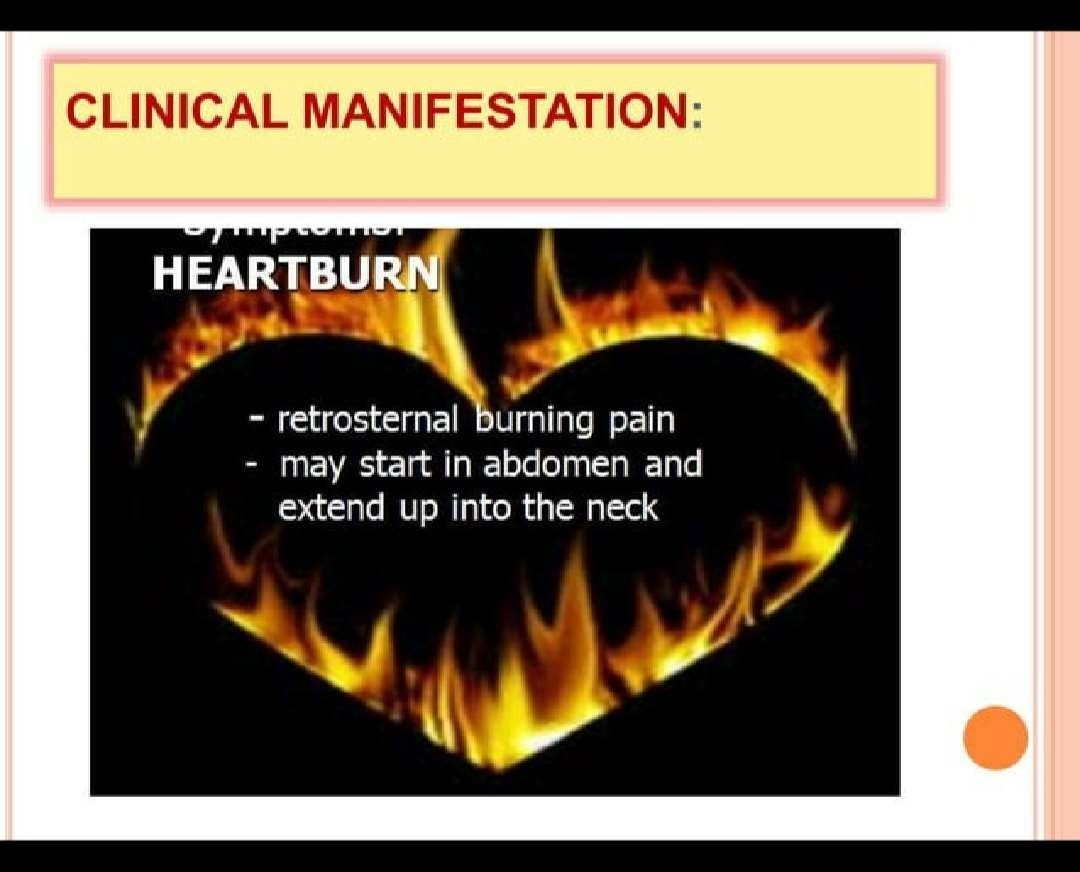 CLINICAL MANIFESTATION:
HEARTBURN
- retrosternal burning pain
- may start in abdomen and
extend up into the neck